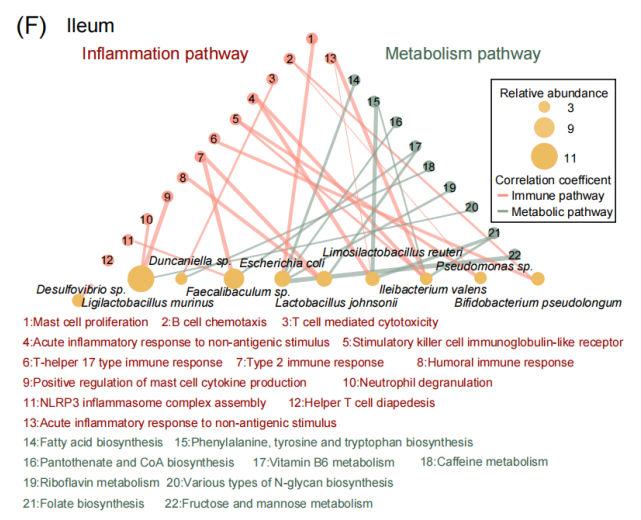 (F) Ileum
Inflammation pathway
Metabolism pathway
1
2
13
3
14
4
15
5
16
6
17
7
18
8
19
9
20
10
21
11
22
12
Relative abundance
3
9
11
Correlation coefficent
Immune pathway
Metabolic pathway
Duncaniella sp.
Escherichia coli
Limosilactobacillus reuteri
Pseudomonas sp.
Desulfovibrio sp.
Faecalibaculum sp.
Ileibacterium valens
Ligilactobacillus murinus
Lactobacillus johnsonii
Bifidobacterium pseudolongum
1:Mast cell proliferation 2:B cell chemotaxis 3:T cell mediated cytotoxicity
4:Acute inflammatory response to non-antigenic stimulus 5:Stimulatory killer cell immunoglobulin-like receptor
6:T-helper 17 type immune response 7:Type 2 immune response 8:Humoral immune response
9:Positive regulation of mast cell cytokine production 10:Neutrophil degranulation
11:NLRP3 inflammasome complex assembly 12:Helper T cell diapedesis
13:Acute inflammatory response to non-antigenic stimulus
14:Fatty acid biosynthesis 15:Phenylalanine, tyrosine and tryptophan biosynthesis
16:Pantothenate and CoA biosynthesis 17:Vitamin B6 metabolism 18:Caffeine metabolism
19:Riboflavin metabolism 20:Various types of N-glycan biosynthesis
21:Folate biosynthesis 22:Fructose and mannose metabolism